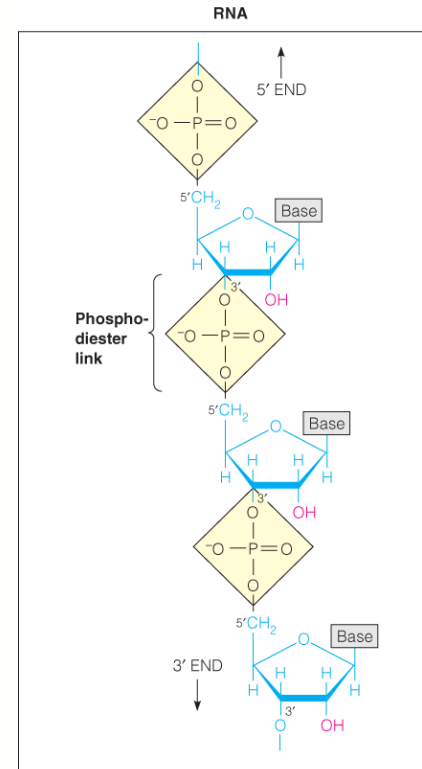 RNA
O
5′ END
⁻O—P=O
O
5′CH₂
O
Base
H H
H H
3′
O OH
Phospho-
diester
link
⁻O—P=O
O
5′CH₂
O
Base
H H
H H
3′
O OH
⁻O—P=O
O
5′CH₂
3′ END
O
Base
H H
H H
3′
O OH